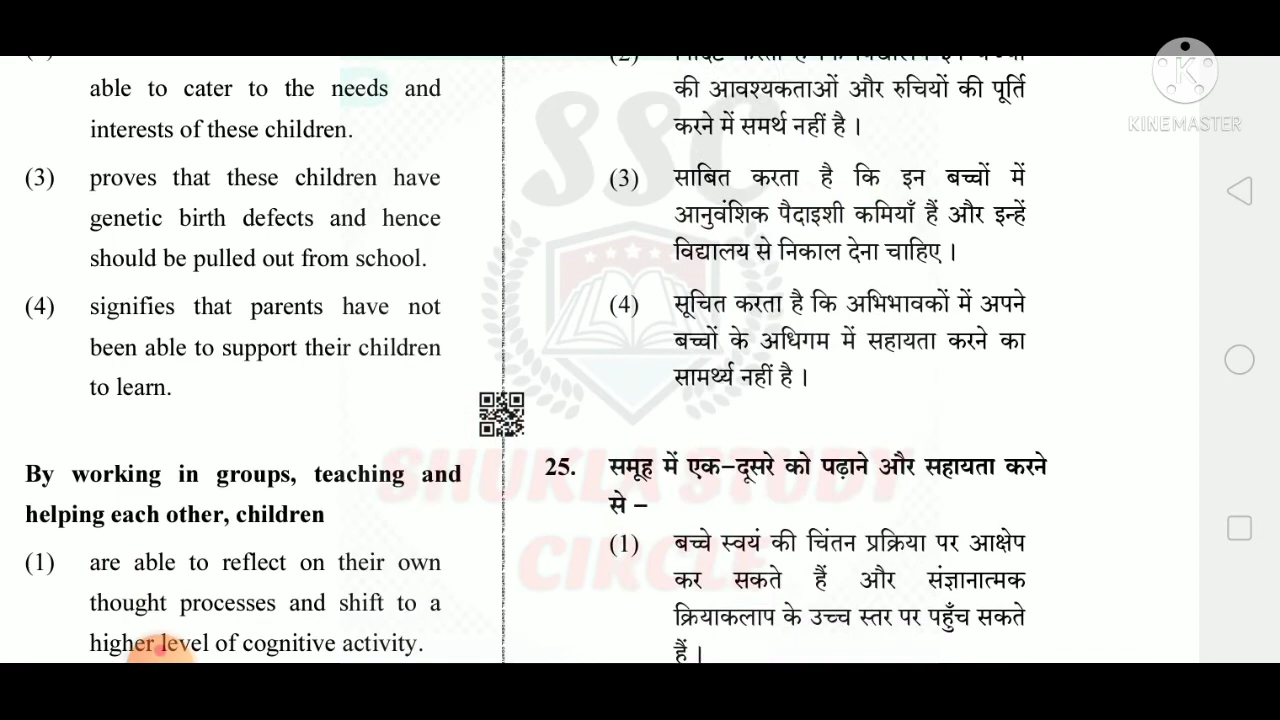 able to cater to the needs and
interests of these children.
(3) proves that these children have
genetic birth defects and hence
should be pulled out from school.
(4) signifies that parents have not
been able to support their children
to learn.
By working in groups, teaching and
helping each other, children
(1) are able to reflect on their own
thought processes and shift to a
higher level of cognitive activity.
(2)
की आवश्यकताओं और रुचियों की पूर्ति
करने में समर्थ नहीं है ।
(3) साबित करता है कि इन बच्चों में
आनुवंशिक पैदाइशी कमियाँ हैं और इन्हें
विद्यालय से निकाल देना चाहिए ।
(4) सूचित करता है कि अभिभावकों में अपने
बच्चों के अधिगम में सहायता करने का
सामर्थ्य नहीं है ।
25. समूह में एक-दूसरे को पढ़ाने और सहायता करने
से –
(1) बच्चे स्वयं की चिंतन प्रक्रिया पर आक्षेप
कर सकते हैं और संज्ञानात्मक
क्रियाकलाप के उच्च स्तर पर पहुँच सकते
हैं ।
SSC
SHUKLA STUDY
CIRCLE
K
KINEMASTER